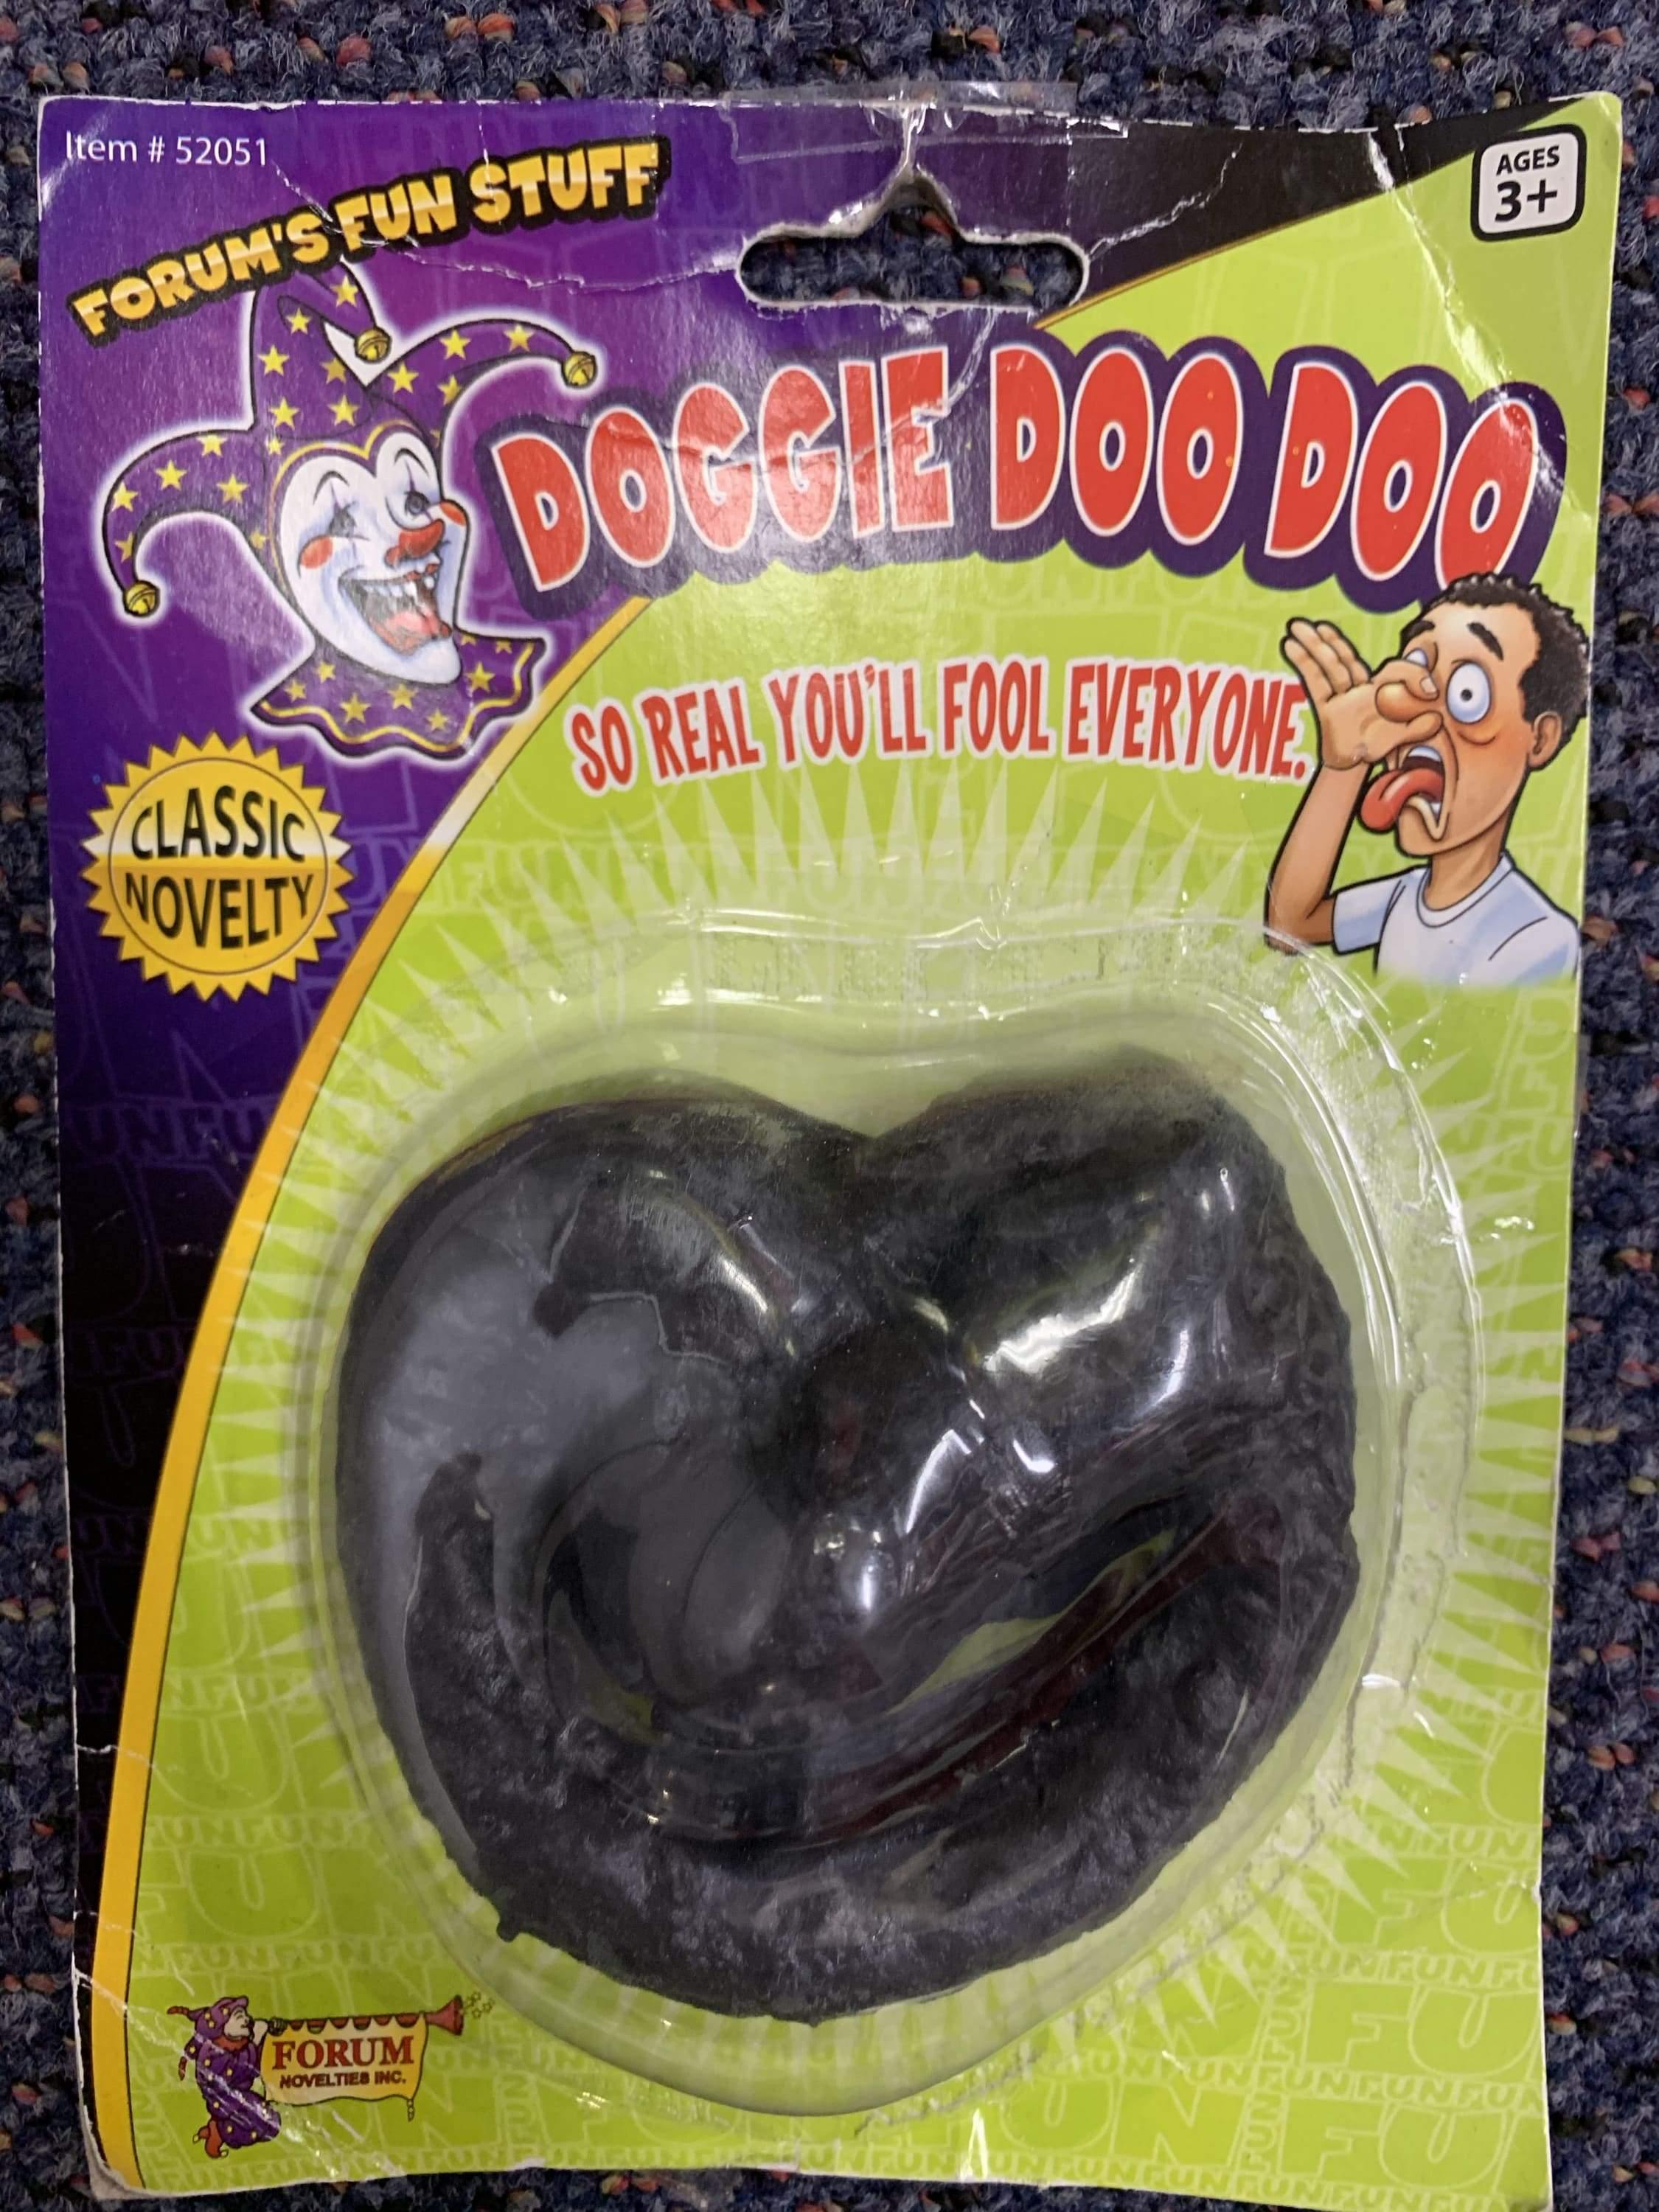 Item # 52051
AGES
3+
FORUM'S FUN STUFF
DOGGIE DOO DOO
SO REAL YOU'LL FOOL EVERYONE.
CLASSIC
NOVELTY
FORUM
NOVELTIES INC.